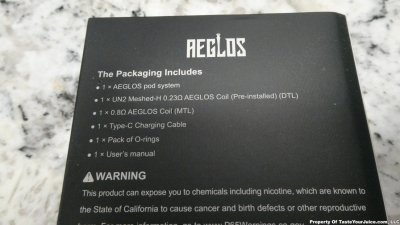 AEGLOS
The Packaging Includes
● 1 × AEGLOS pod system
● 1 × UN2 Meshed-H 0.23Ω AEGLOS Coil (Pre-installed) (DTL)
● 1 × 0.8Ω AEGLOS Coil (MTL)
● 1 × Type-C Charging Cable
● 1 × Pack of O-rings
● 1 × User's manual
⚠WARNING
This product can expose you to chemicals including nicotine, which are known to
the State of California to cause cancer and birth defects or other reproductive
Property Of TasteYourJuice.com, LLC